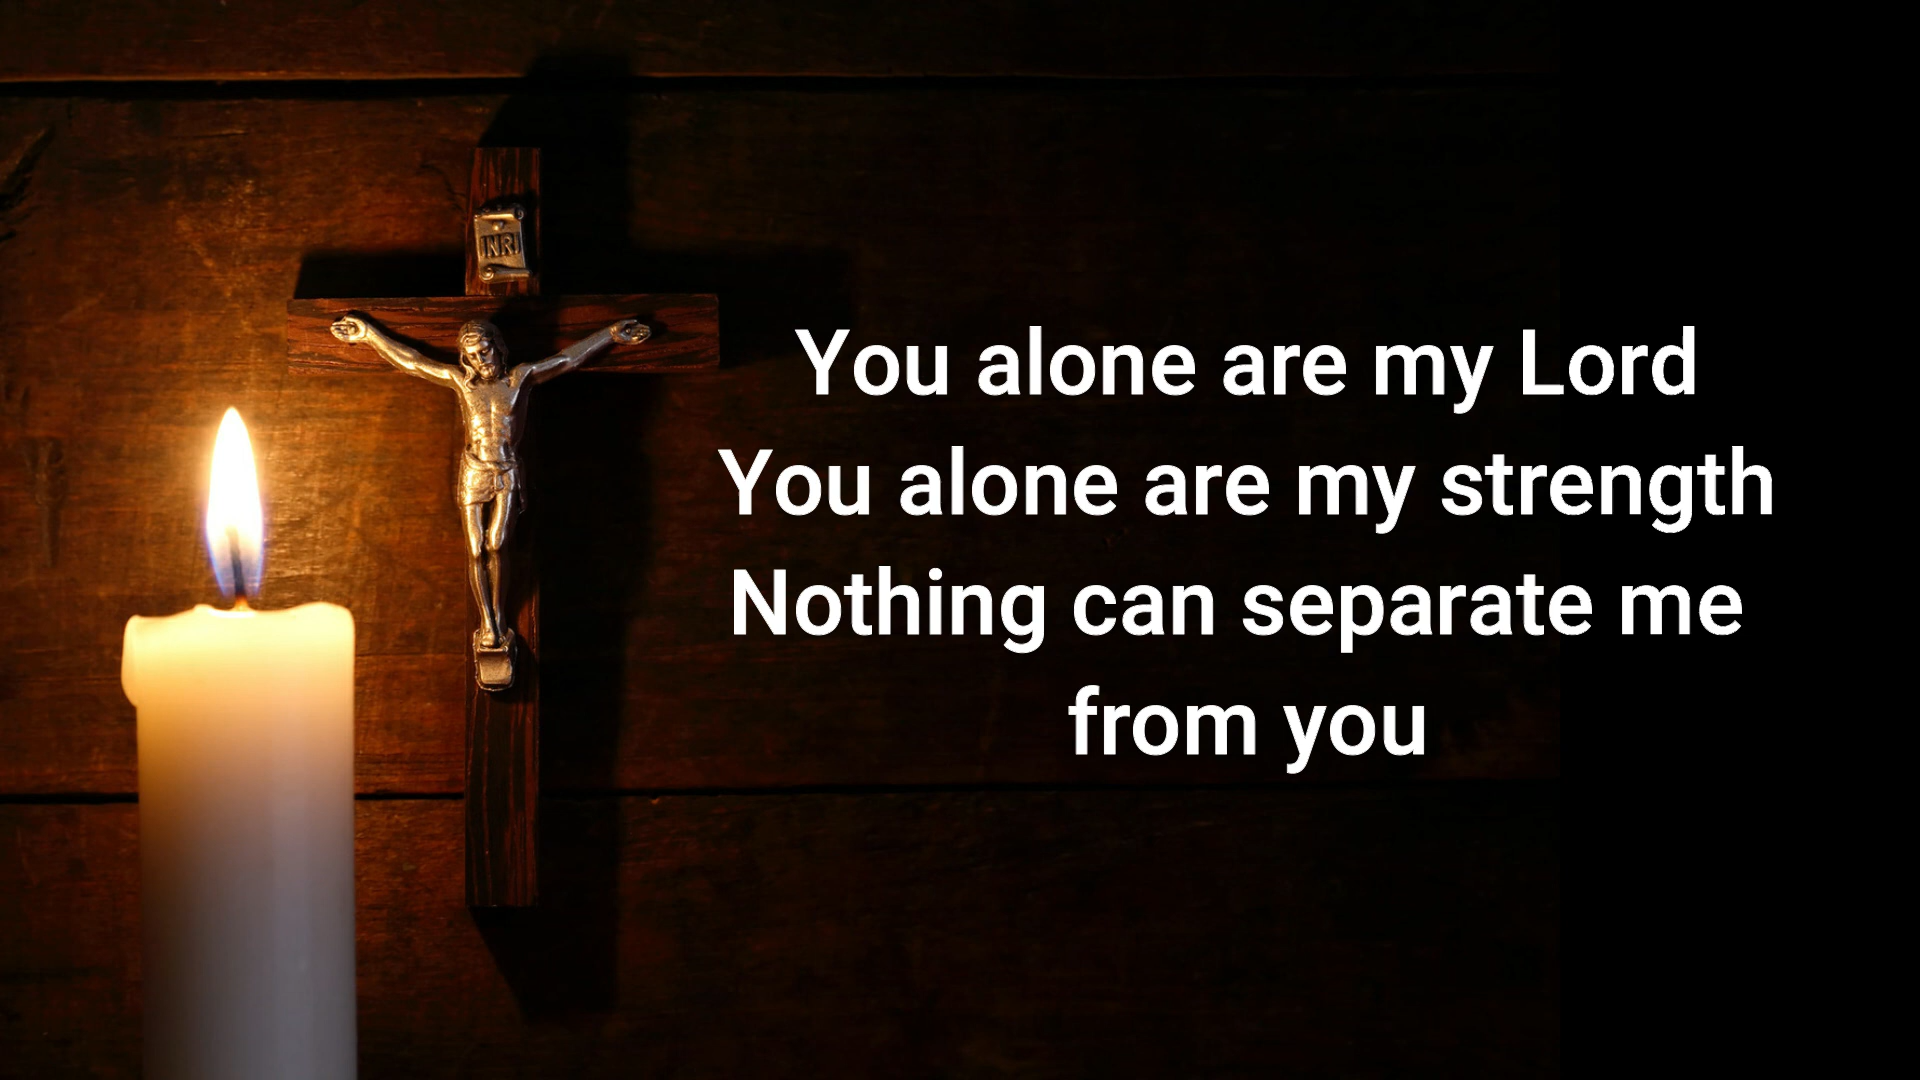 INRI
You alone are my Lord
You alone are my strength
Nothing can separate me
from you